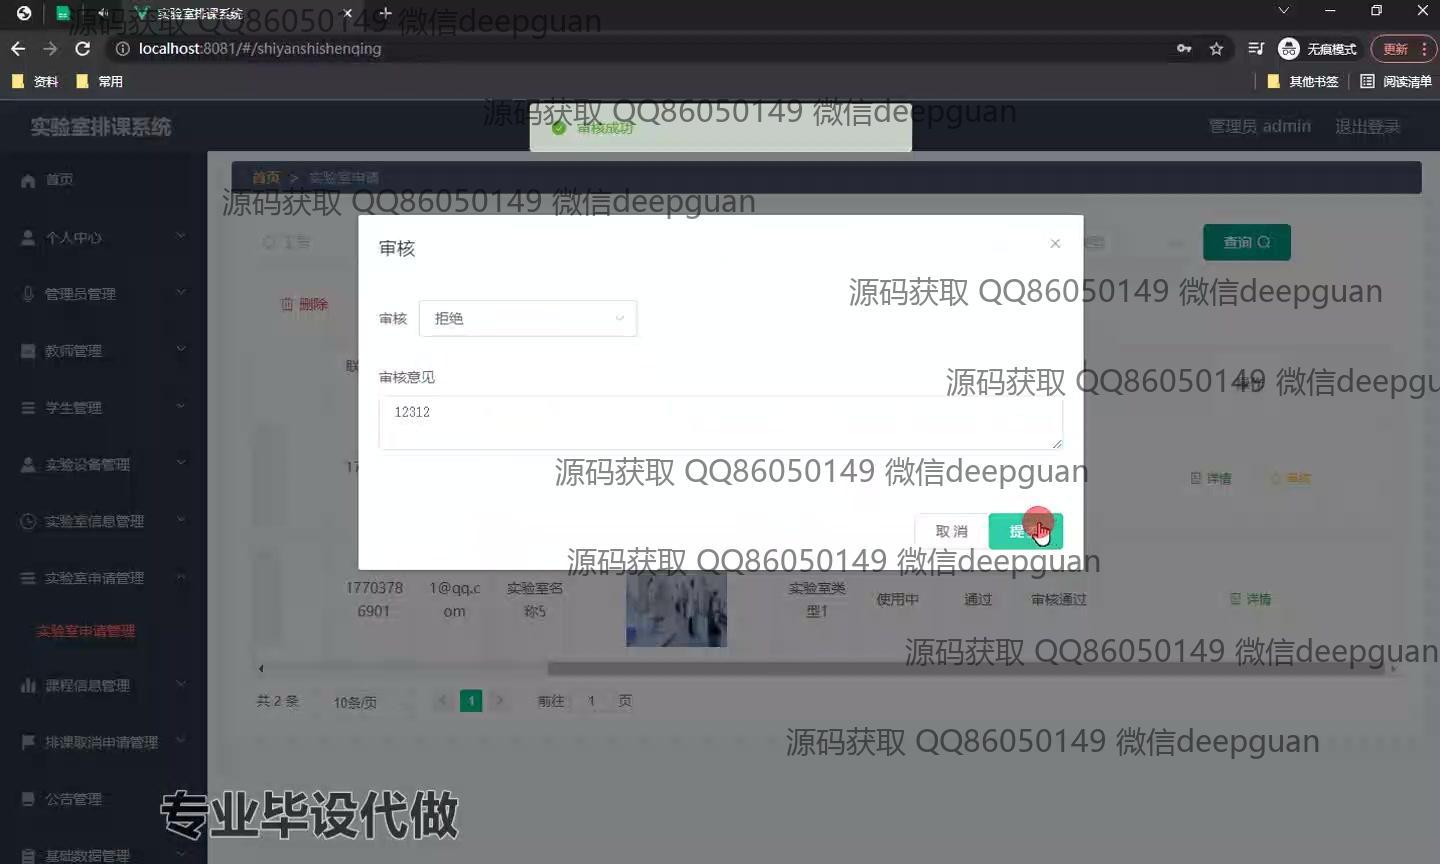 实验室排课系统
源码获取 QQ86050149 微信deepguan
localhost:8081/#/shiyanshishenqing
无痕模式
更新
资料
常用
其他书签
阅读清单
实验室排课系统
源码获取 QQ86050149 微信deepguan
审核成功
管理员 admin
退出登录
首页
首页 > 实验室申请
源码获取 QQ86050149 微信deepguan
个人中心
查询
审核
管理员管理
删除
源码获取 QQ86050149 微信deepguan
审核
拒绝
教师管理
联
审核意见
源码获取 QQ86050149 微信deepgu
学生管理
12312
实验设备管理
17
源码获取 QQ86050149 微信deepguan
详情
审核
实验室信息管理
取消
提
源码获取 QQ86050149 微信deepguan
实验室申请管理
1770378
6901
1@qq.c
om
实验室名
称5
实验室类
型1
使用中
通过
审核通过
详情
实验室申请管理
源码获取 QQ86050149 微信deepguan
课程信息管理
共 2 条
10条/页
1
前往
1
页
排课取消申请管理
源码获取 QQ86050149 微信deepguan
公告管理
专业毕设代做
基础数据管理